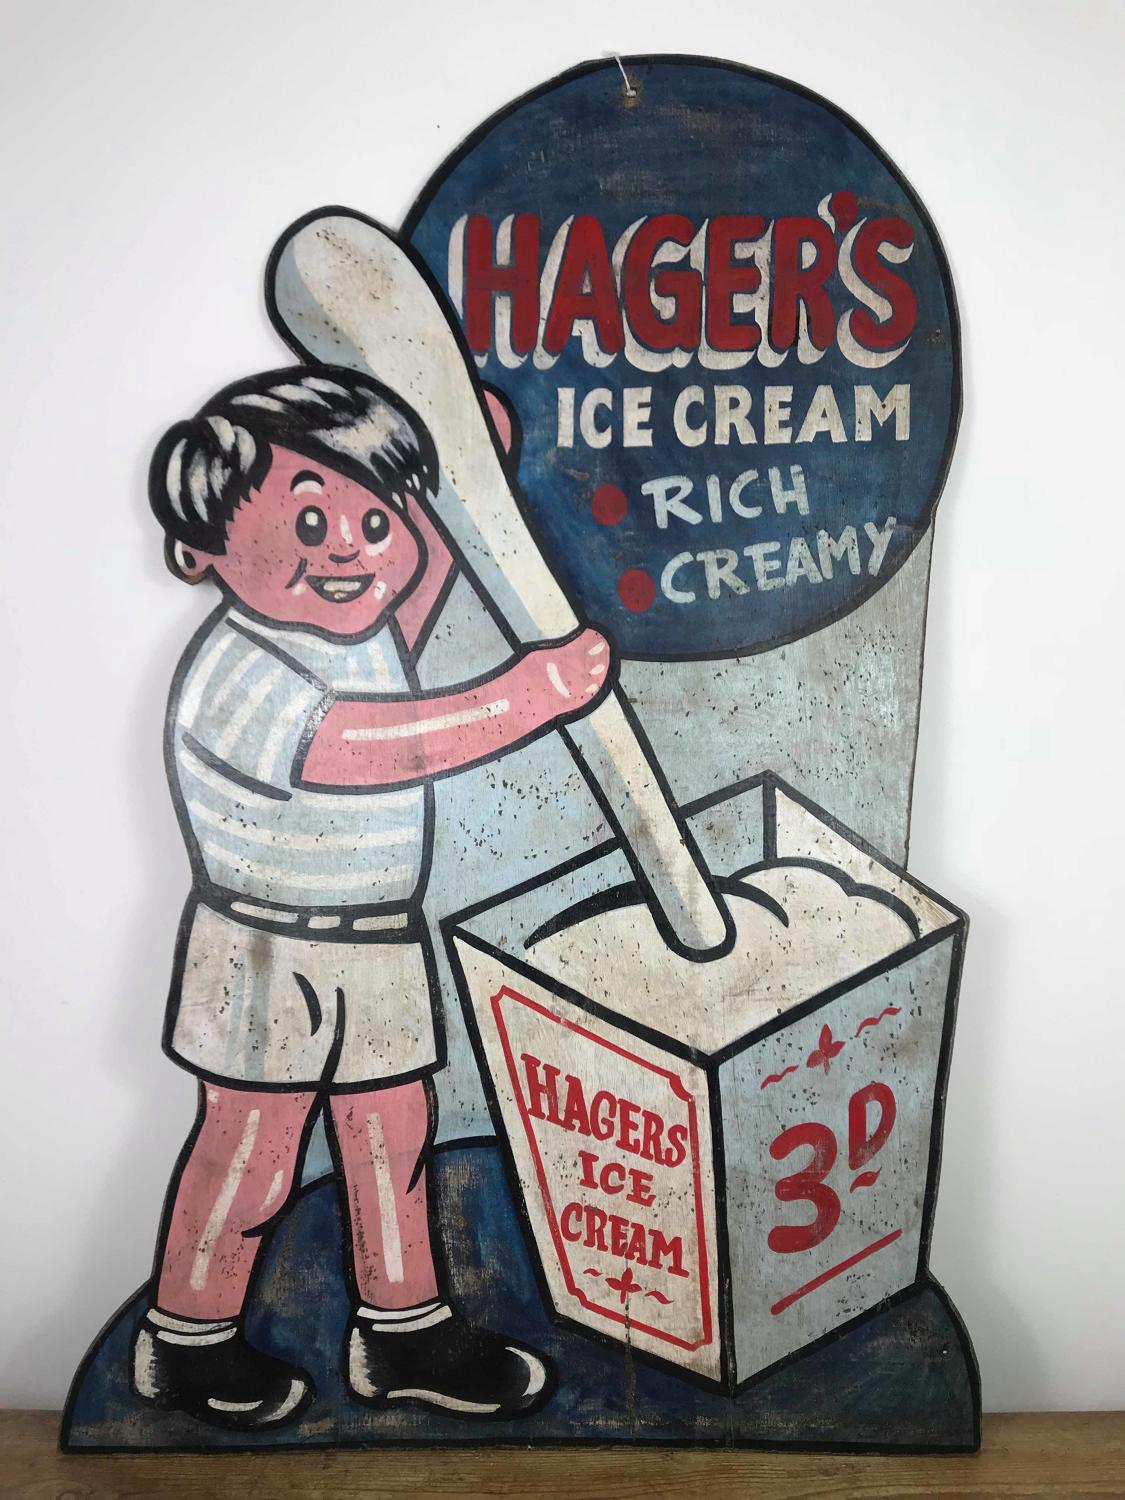 HAGER'S
ICE CREAM
RICH
CREAMY
HAGERS
ICE
CREAM
3D